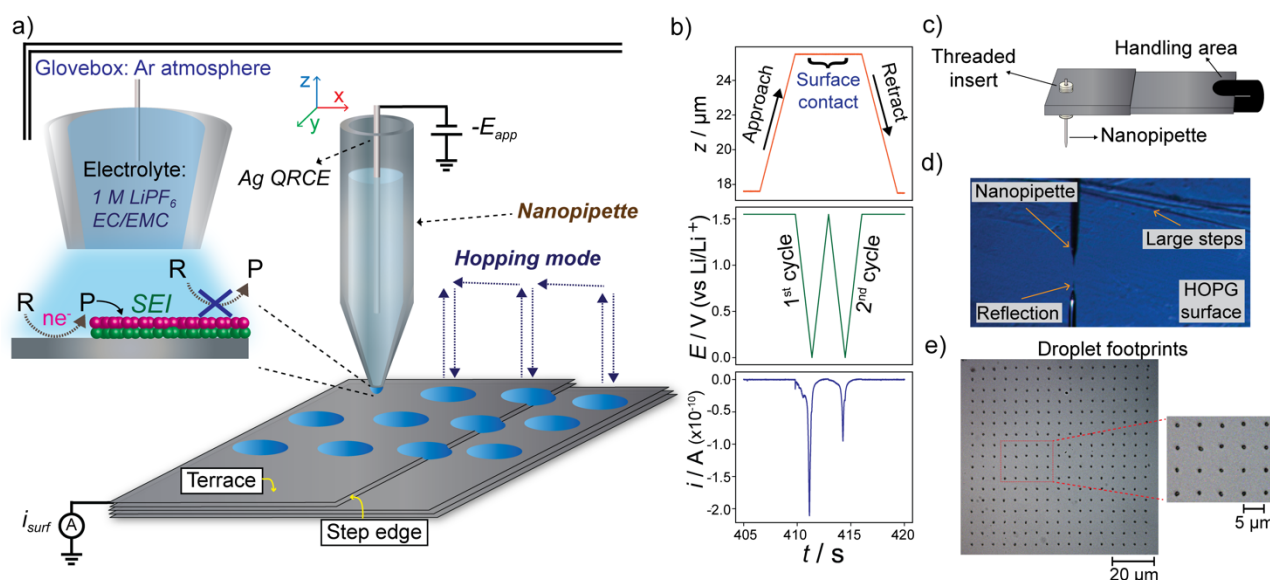 a)
Glovebox: Ar atmosphere
Electrolyte:
1 M LiPF₆
EC/EMC
R
P
R
ne⁻
P
SEI
z
x
y
Ag QRCE
-E_app
Nanopipette
Hopping mode
Terrace
Step edge
i_surf
A
b)
z / µm
24
22
20
18
Approach
Surface
contact
Retract
E / V (vs Li/Li⁺)
1.5
1.0
0.5
0.0
1ˢᵗ cycle
2ⁿᵈ cycle
i / A (x10⁻¹⁰)
0.0
-0.5
-1.0
-1.5
-2.0
405
410
415
420
t / s
c)
Threaded
insert
Handling area
Nanopipette
d)
Nanopipette
Large steps
Reflection
HOPG
surface
e)
Droplet footprints
5 µm
20 µm